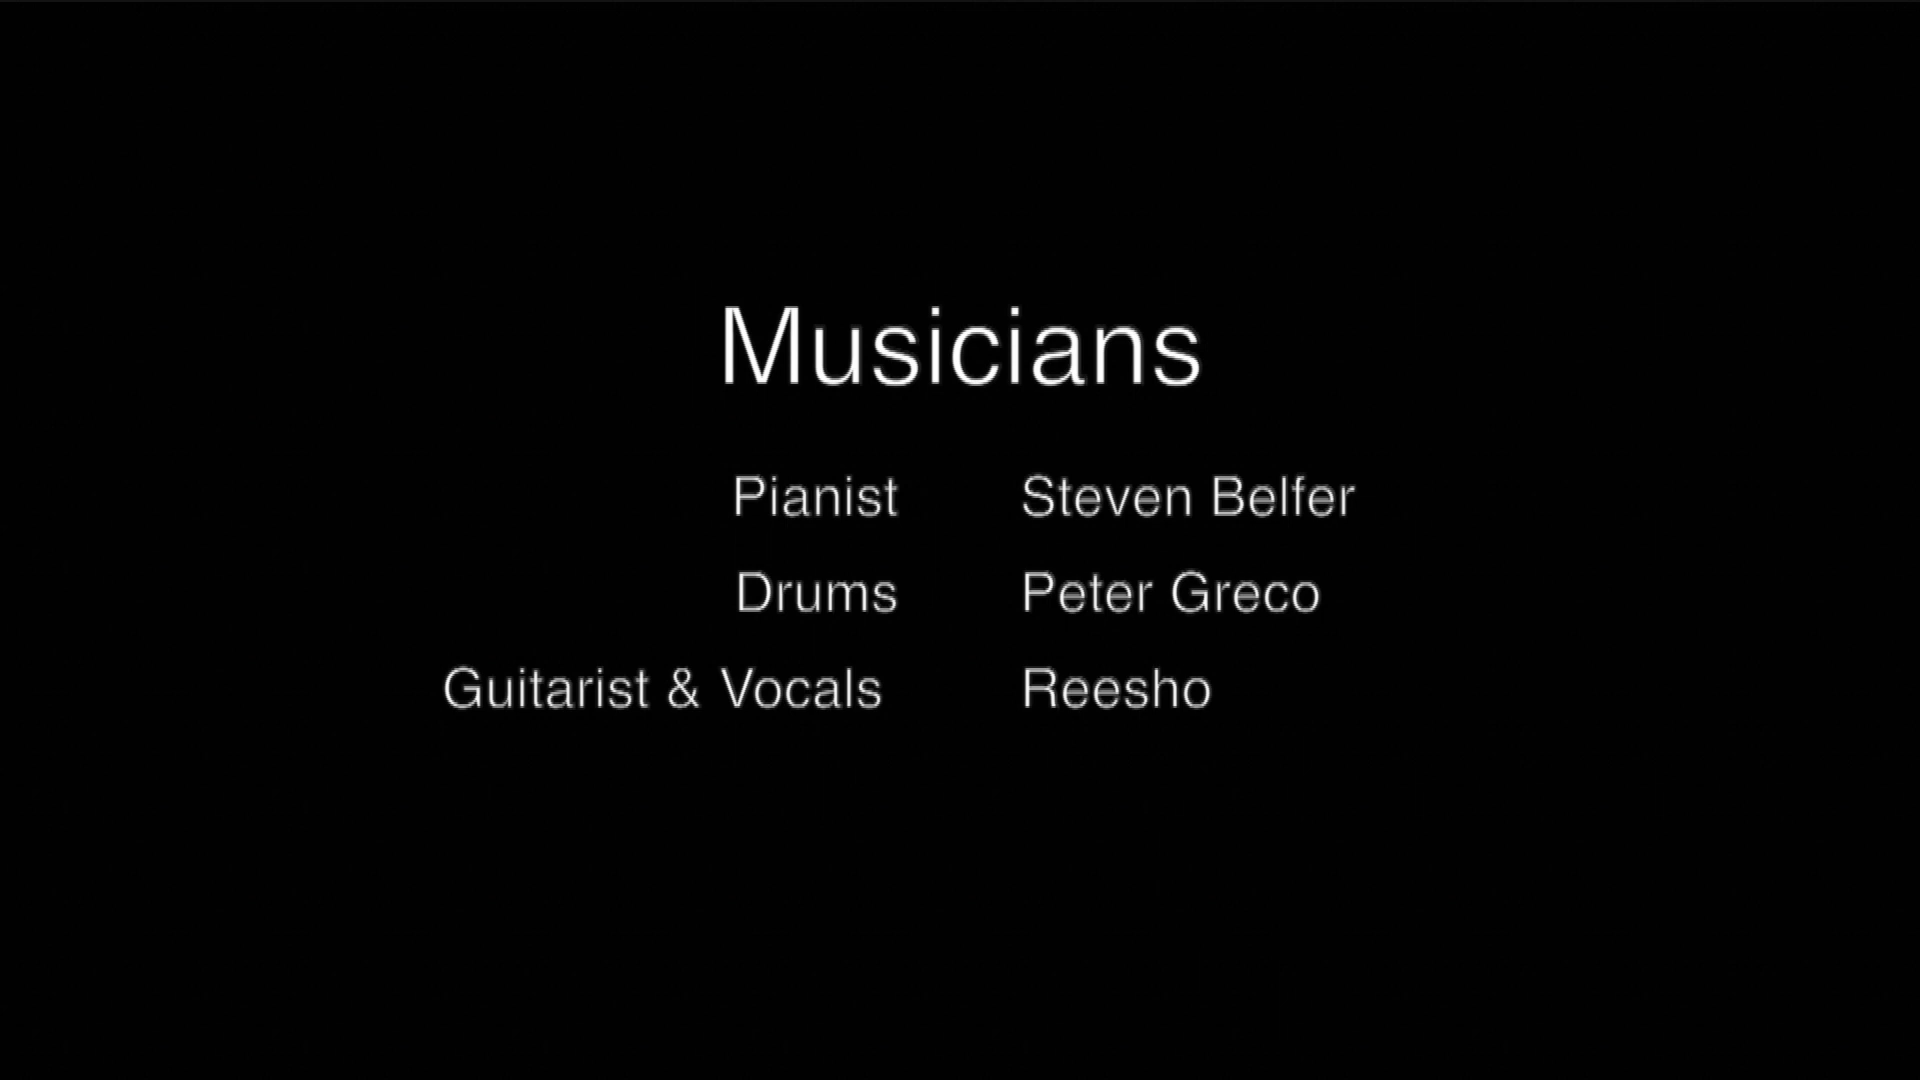 Musicians
Pianist Steven Belfer
Drums Peter Greco
Guitarist & Vocals Reesho